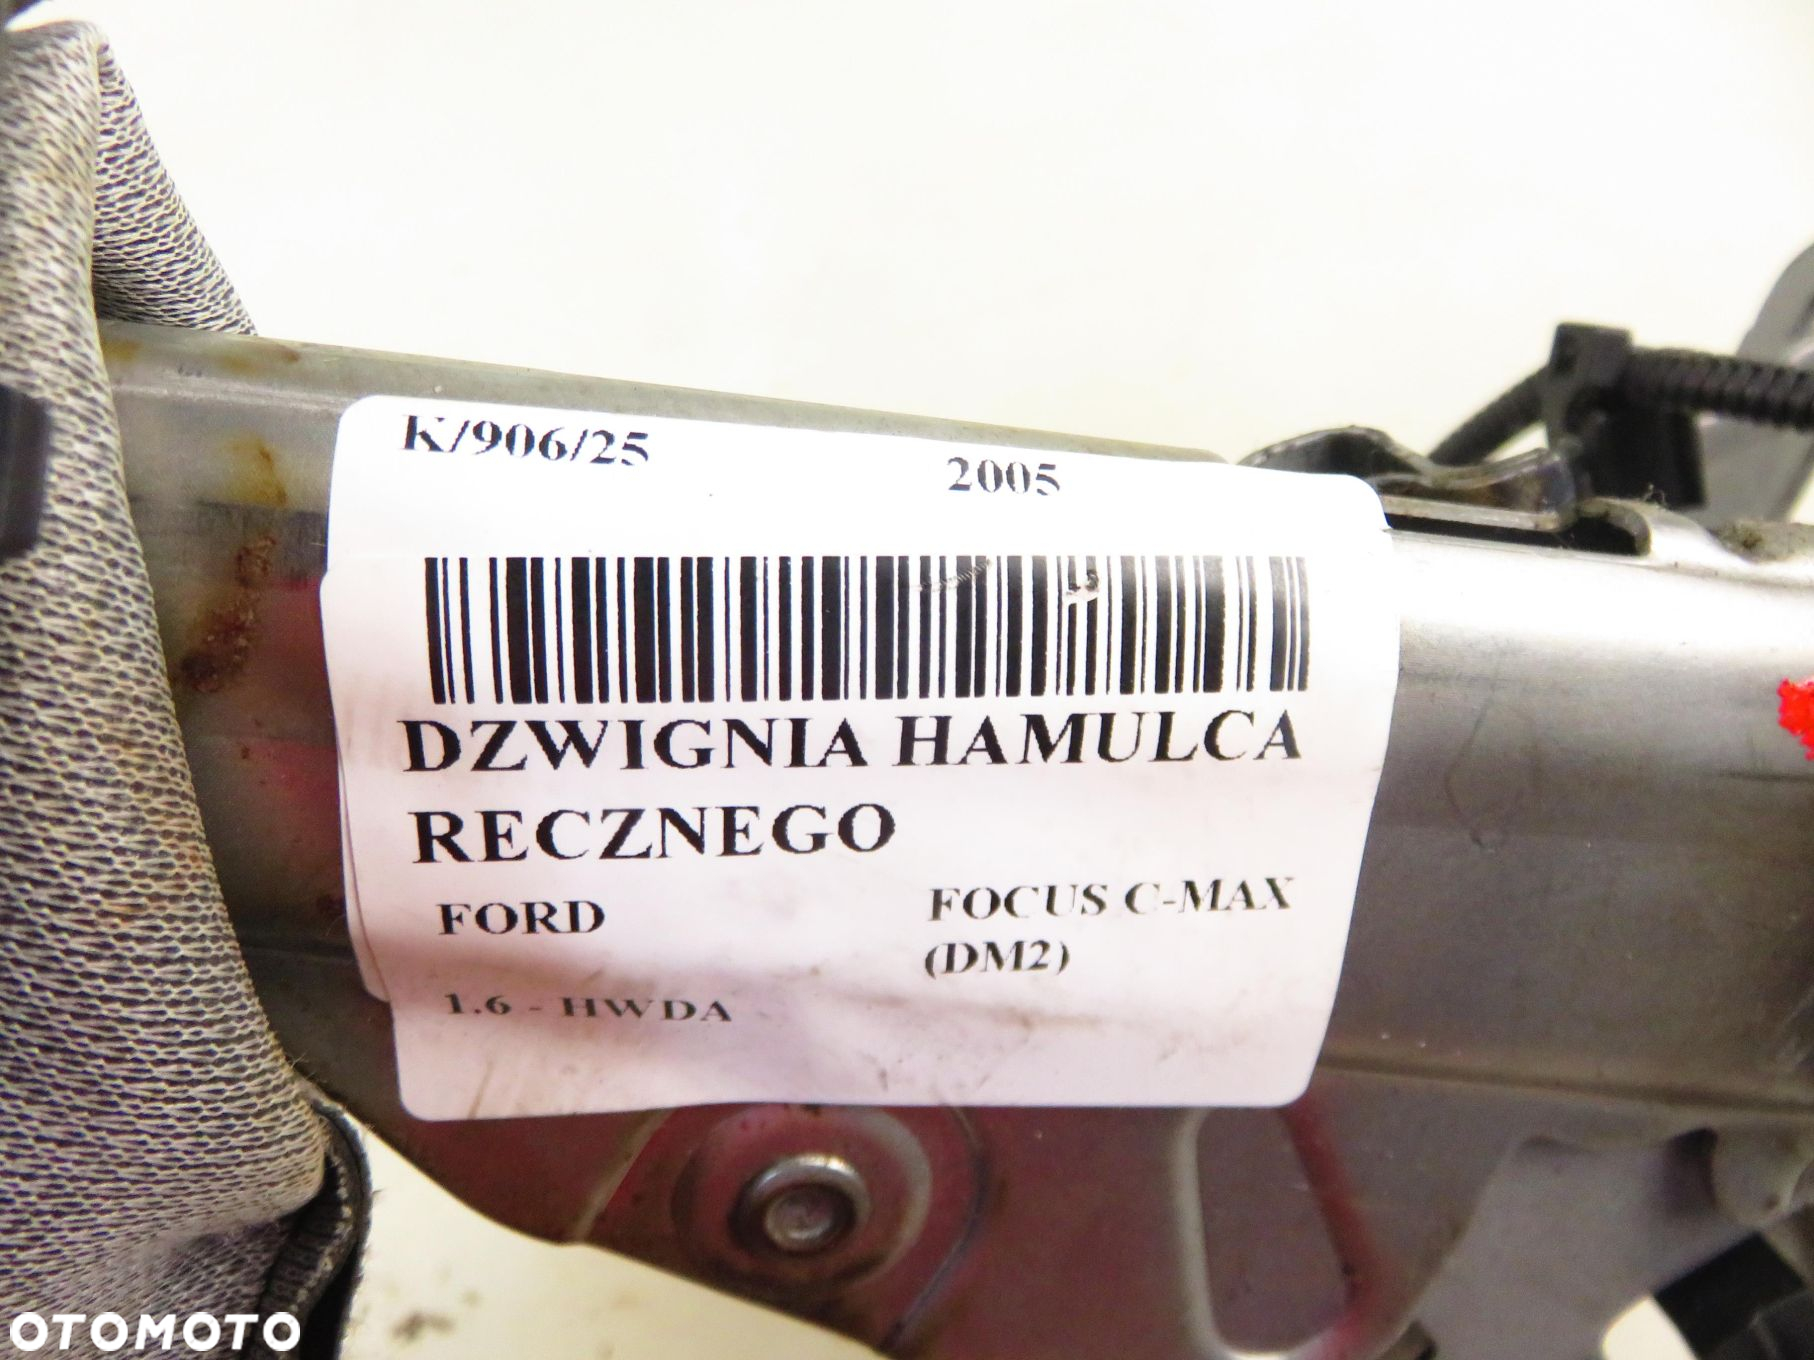 K/906/25 2005
DZWIGNIA HAMULCA
RECZNEGO
FORD FOCUS C-MAX
(DM2)
1.6 - HWDA
OTOMOTO